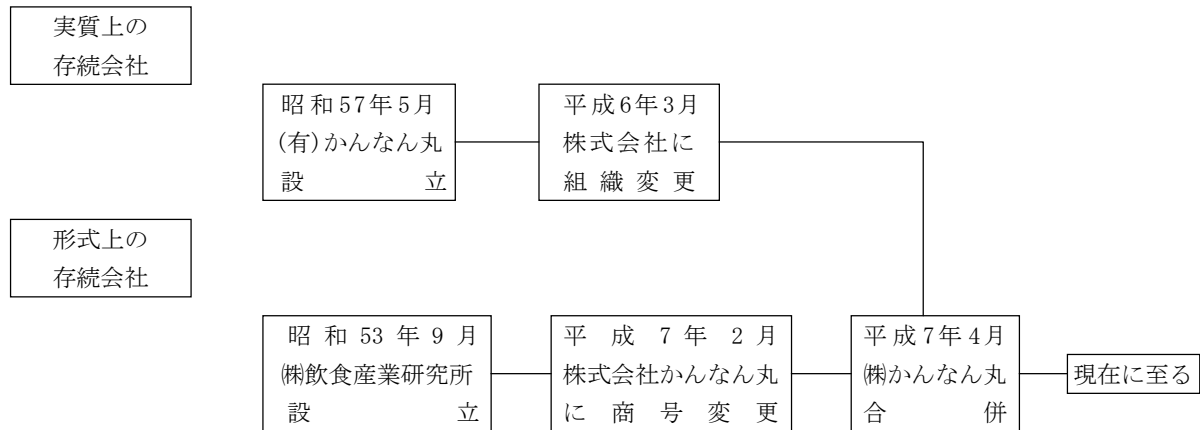 実質上の
存続会社
昭和57年5月
(有)かんなん丸
設立
平成6年3月
株式会社に
組織変更
形式上の
存続会社
昭和53年9月
㈱飲食産業研究所
設立
平成7年2月
株式会社かんなん丸
に商号変更
平成7年4月
㈱かんなん丸
合併
現在に至る